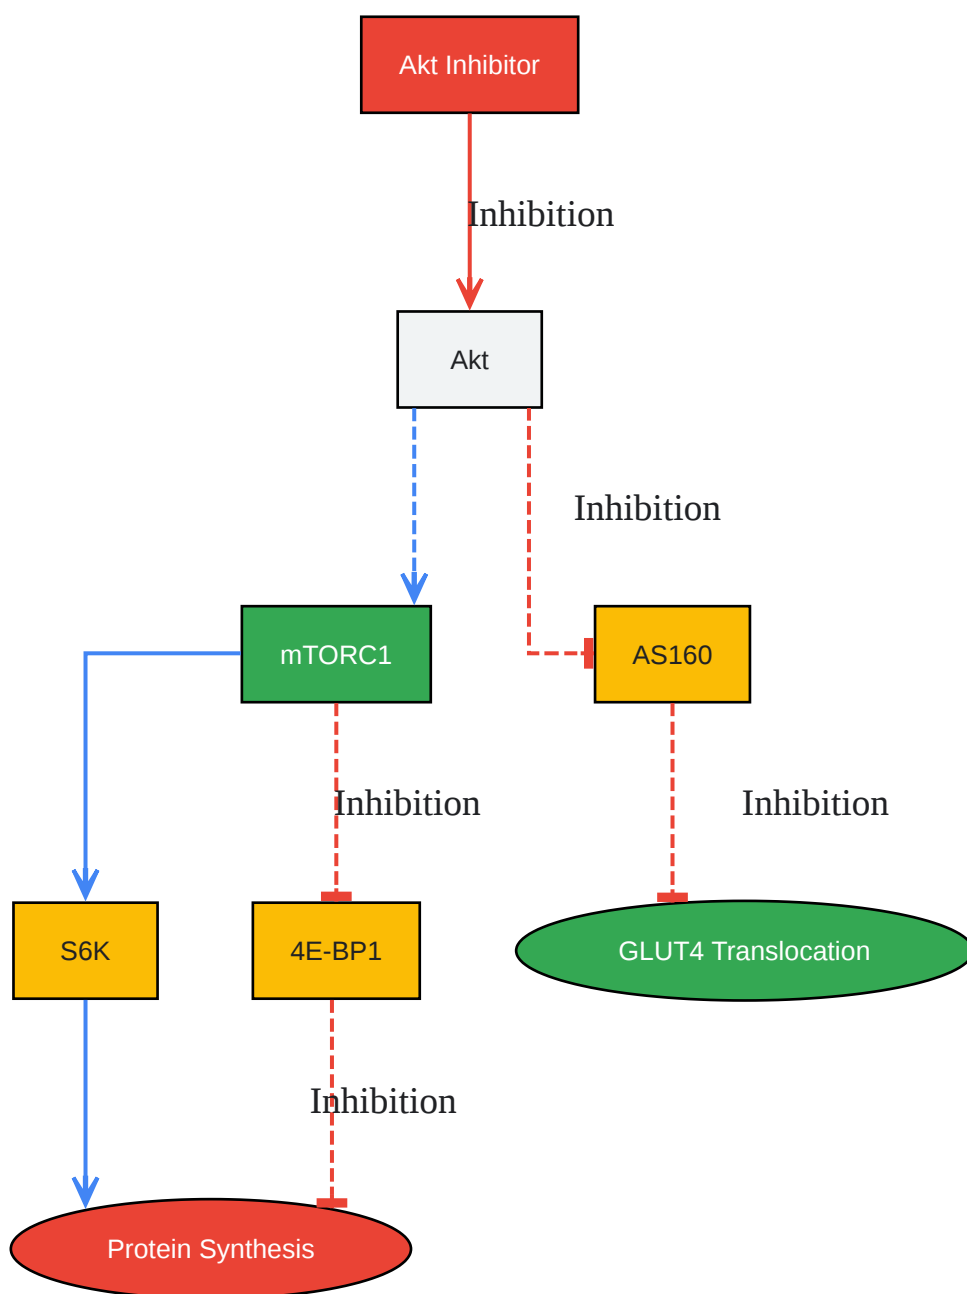 Akt Inhibitor
Inhibition
Akt
Inhibition
mTORC1
AS160
Inhibition
Inhibition
S6K
4E-BP1
GLUT4 Translocation
Inhibition
Protein Synthesis